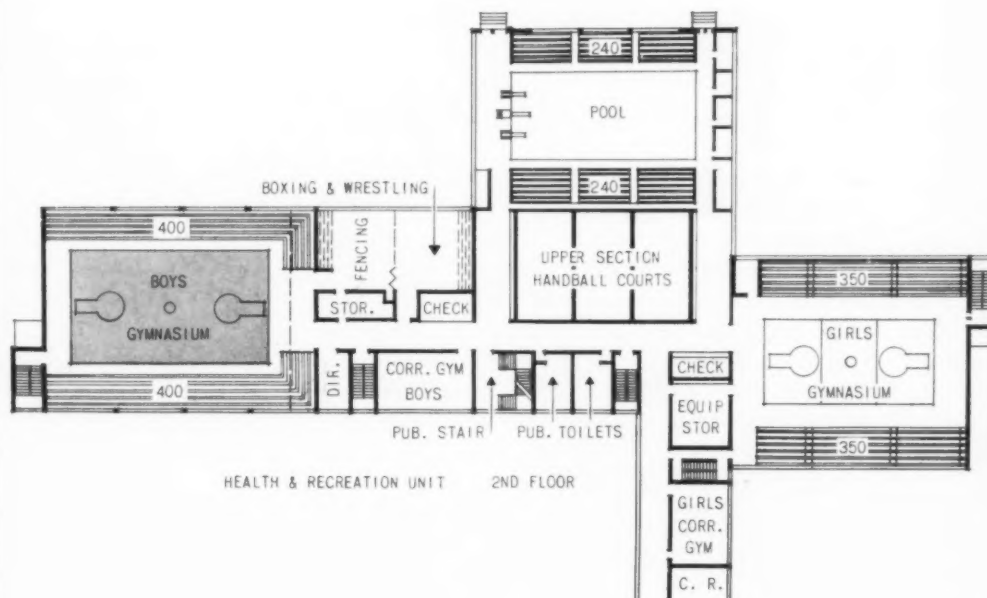 240
POOL
240
BOXING & WRESTLING
400
FENCING
UPPER SECTION
HANDBALL COURTS
BOYS
GYMNASIUM
STOR.
CHECK
350
GIRLS
GYMNASIUM
400
DIR.
CORR. GYM
BOYS
CHECK
EQUIP
STOR
PUB. STAIR
PUB. TOILETS
350
HEALTH & RECREATION UNIT 2ND FLOOR
GIRLS
CORR.
GYM
C. R.